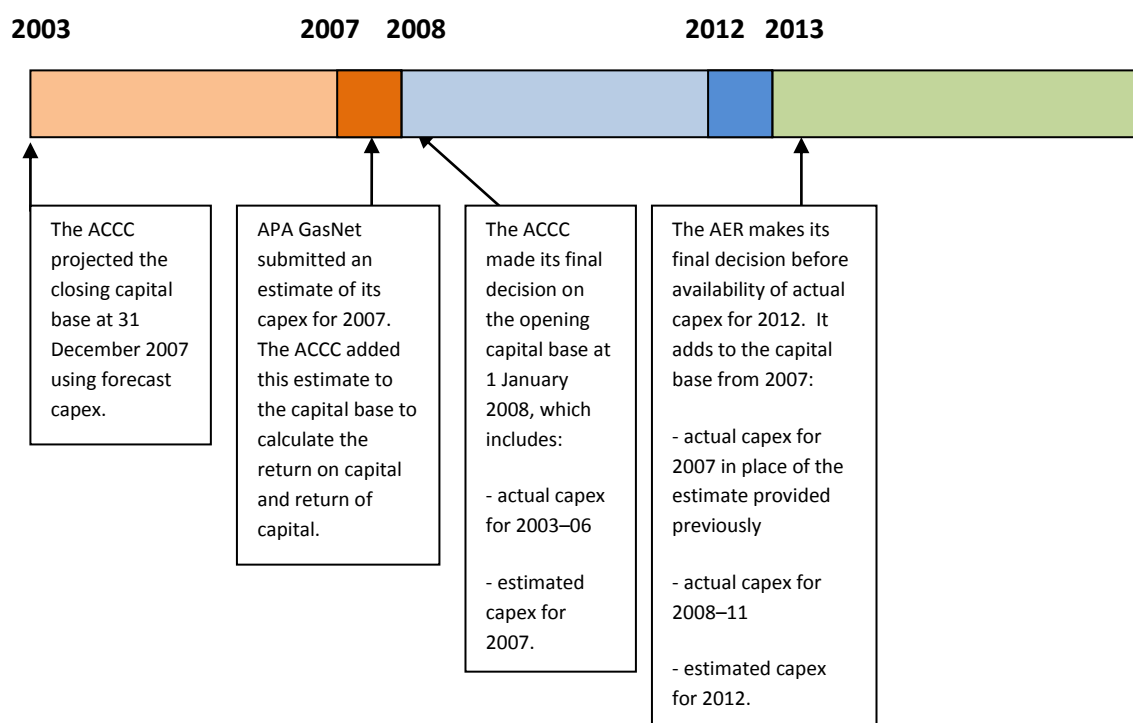 2003 2007 2008 2012 2013
The ACCC
projected the
closing capital
base at 31
December 2007
using forecast
capex.
APA GasNet
submitted an
estimate of its
capex for 2007.
The ACCC added
this estimate to
the capital base to
calculate the
return on capital
and return of
capital.
The ACCC
made its final
decision on
the opening
capital base at
1 January
2008, which
includes:
- actual capex
for 2003–06
- estimated
capex for
2007.
The AER makes its
final decision before
availability of actual
capex for 2012. It
adds to the capital
base from 2007:
- actual capex for
2007 in place of the
estimate provided
previously
- actual capex for
2008–11
- estimated capex
for 2012.